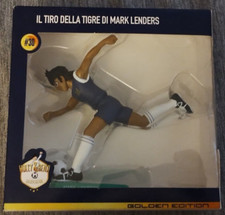 IL TIRO DELLA TIGRE DI MARK LENDERS
#30
GOLDEN EDITION